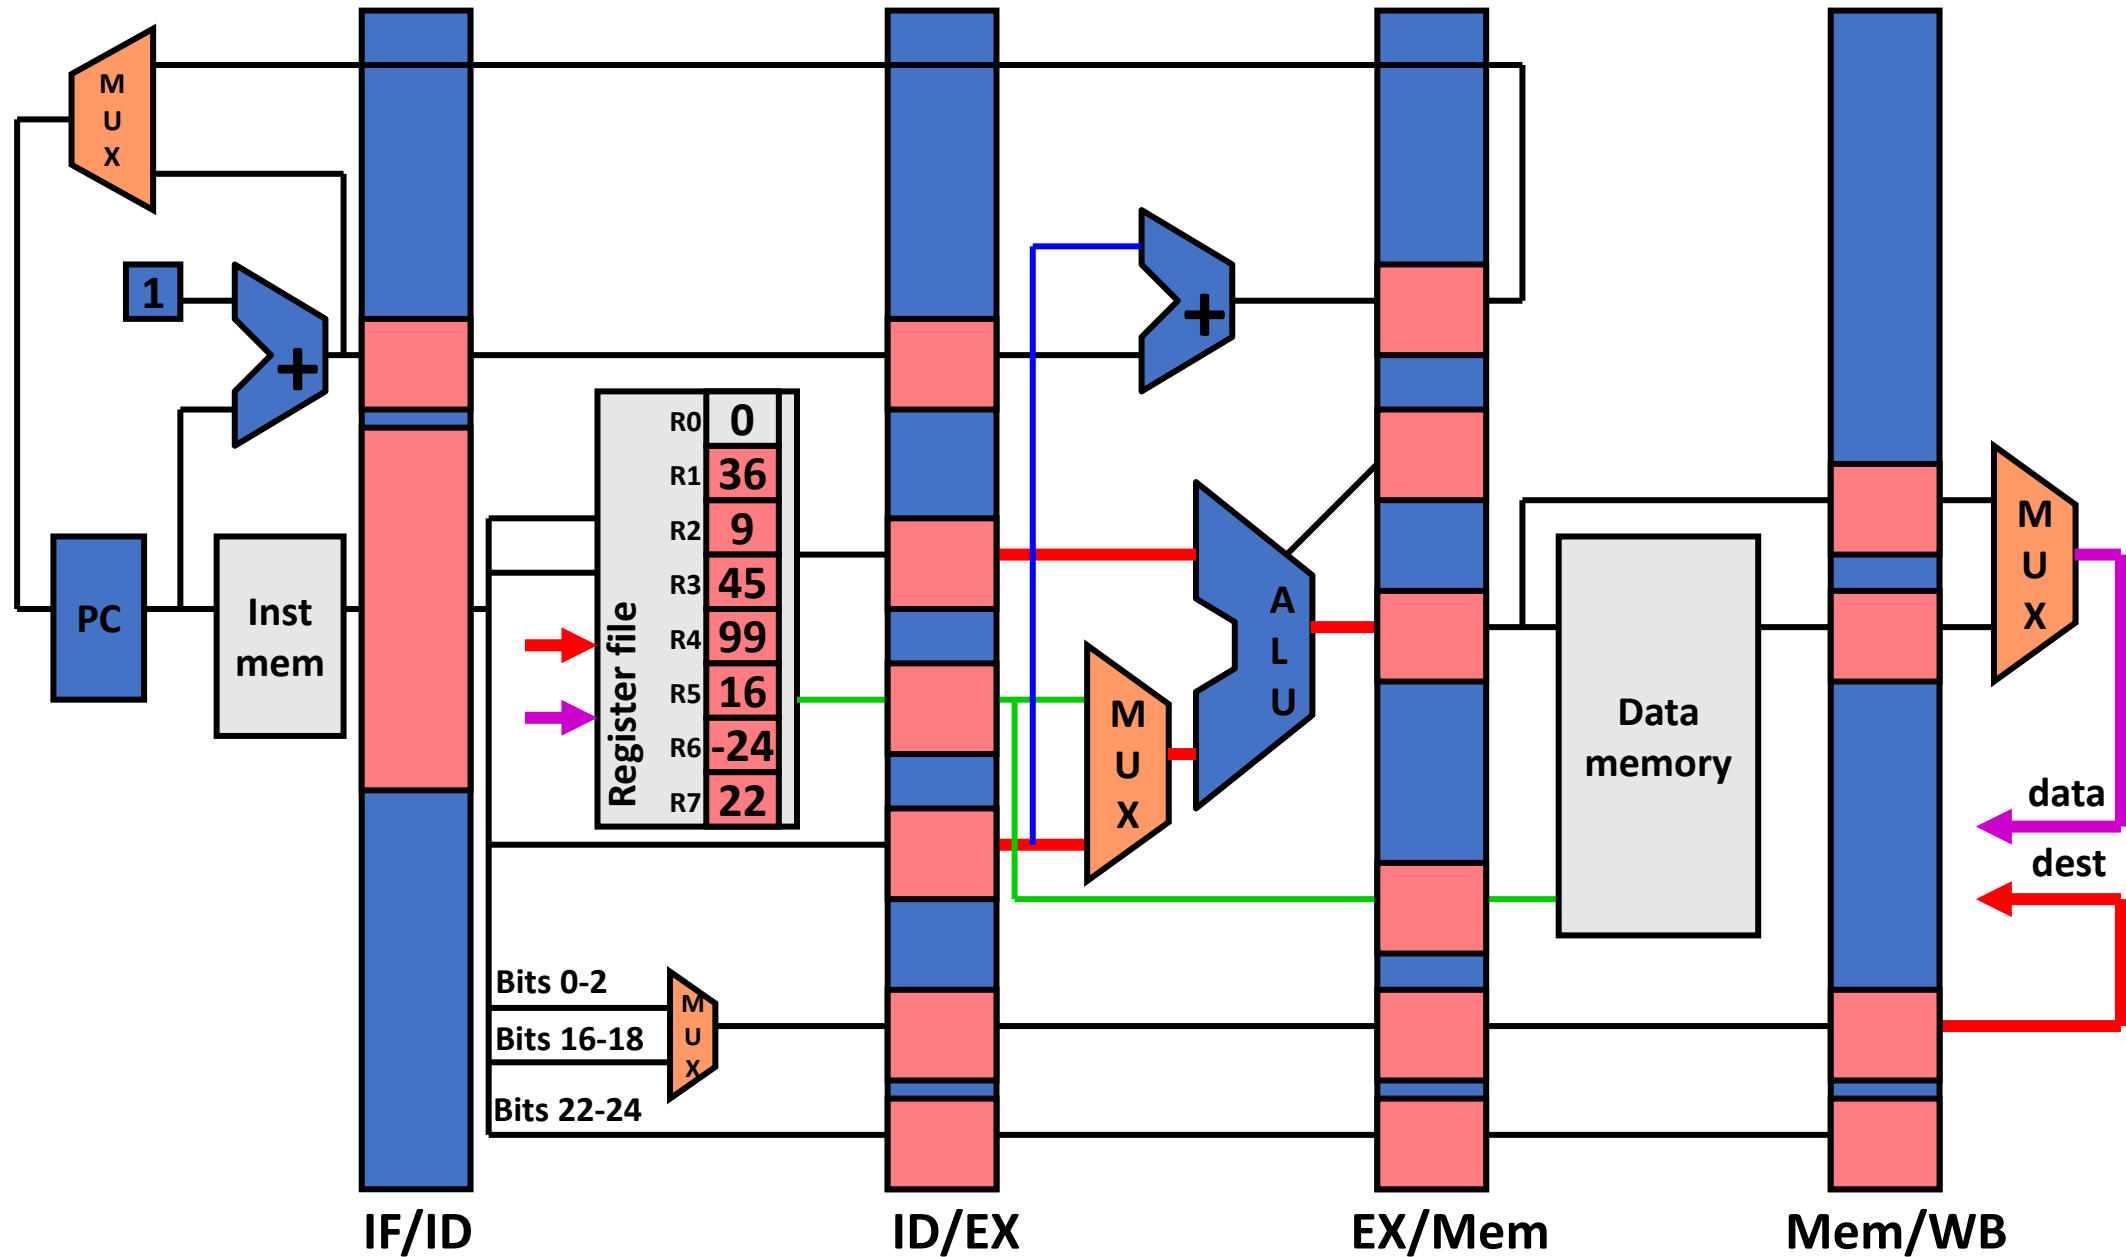 M
U
X
1
+
+
PC
Inst
mem
Register file
R0 0
R1 36
R2 9
R3 45
R4 99
R5 16
R6 -24
R7 22
M
U
X
A
L
U
Data
memory
M
U
X
data
dest
Bits 0-2
Bits 16-18
Bits 22-24
M
U
X
IF/ID
ID/EX
EX/Mem
Mem/WB